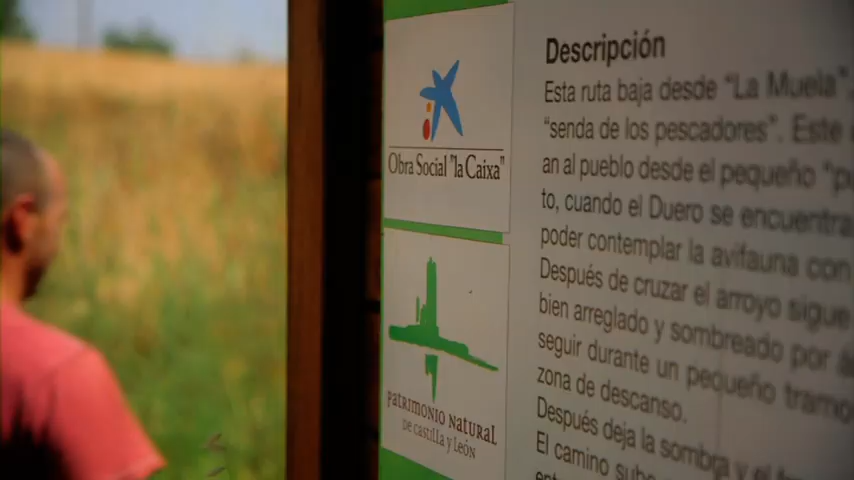 Obra Social "la Caixa"
PATRIMONIO NATURAL
DE CASTILLA Y LEÓN
Descripción
Esta ruta baja desde "La Muela".
"senda de los pescadores". Este
an al pueblo desde el pequeño
to, cuando el Duero se encuentra
poder contemplar la avifauna con
Después de cruzar el arroyo sigue
bien arreglado y sombreado por
seguir durante un pequeño tramo
zona de descanso.
Después deja la sombra y el
El camino sube